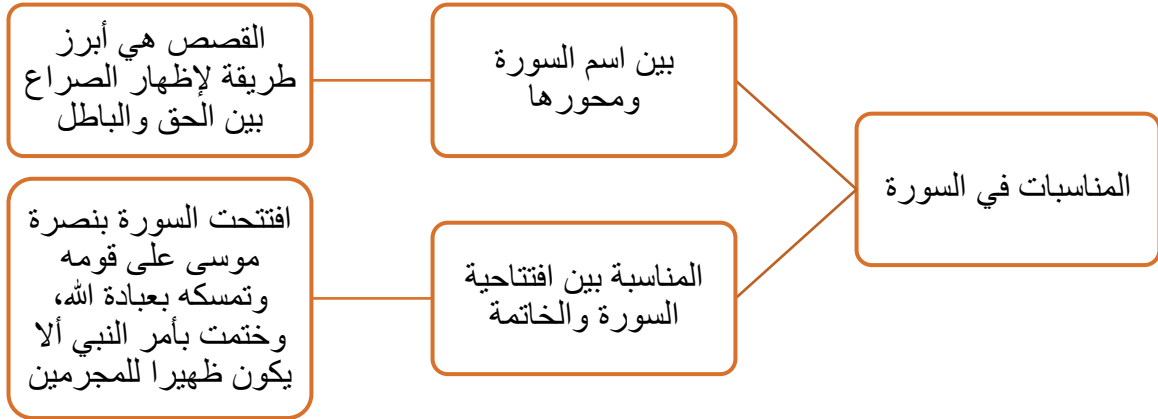 المناسبات في السورة
بين اسم السورة
ومحورها
القصص هي أبرز
طريقة لإظهار الصراع
بين الحق والباطل
المناسبة بين افتتاحية
السورة والخاتمة
افتتحت السورة بنصرة
موسى على قومه
وتمسكه بعبادة الله،
وختمت بأمر النبي ألا
يكون ظهيرا للمجرمين